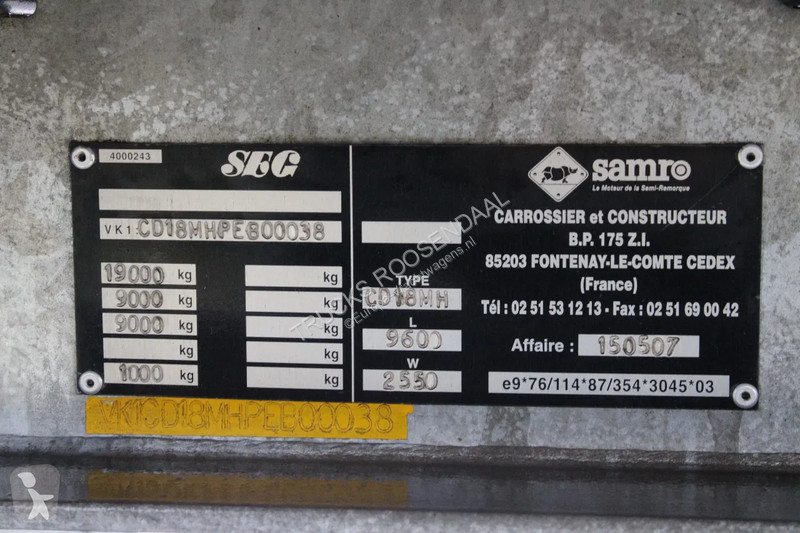 4000243
SEG
VK1: CD18MHPEB00038
19000 kg kg
9000 kg kg
9000 kg kg
kg kg
1000 kg kg
TYPE
CD18MH
L
9600
W
2550
samro
Le Moteur de la Semi-Remorque
CARROSSIER et CONSTRUCTEUR
B.P. 175 Z.I.
85203 FONTENAY-LE-COMTE CEDEX
(France)
Tél : 02 51 53 12 13 - Fax : 02 51 69 00 42
Affaire : 150507
e9*76/114*87/354*3045*03
VK1CD18MHPEB00038
TRUCKS ROOSENDAAL